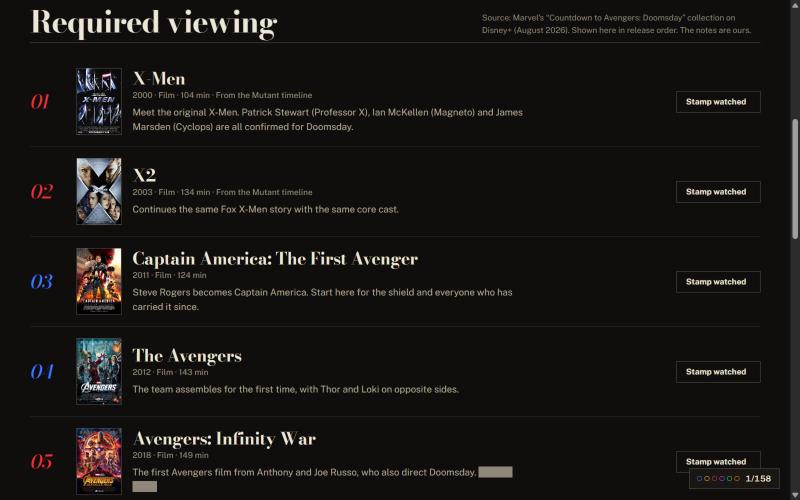 Required viewing
Source: Marvel's "Countdown to Avengers: Doomsday" collection on
Disney+ (August 2026). Shown here in release order. The notes are ours.
01
X-MEN
X-Men
2000 · Film · 104 min · From the Mutant timeline
Meet the original X-Men. Patrick Stewart (Professor X), Ian McKellen (Magneto) and James
Marsden (Cyclops) are all confirmed for Doomsday.
Stamp watched
02
X2
2003 · Film · 134 min · From the Mutant timeline
Continues the same Fox X-Men story with the same core cast.
Stamp watched
03
Captain America: The First Avenger
2011 · Film · 124 min
Steve Rogers becomes Captain America. Start here for the shield and everyone who has
carried it since.
Stamp watched
04
AVENGERS
The Avengers
2012 · Film · 143 min
The team assembles for the first time, with Thor and Loki on opposite sides.
Stamp watched
05
AVENGERS
Avengers: Infinity War
2018 · Film · 149 min
The first Avengers film from Anthony and Joe Russo, who also direct Doomsday.
Stamp watched
1/158